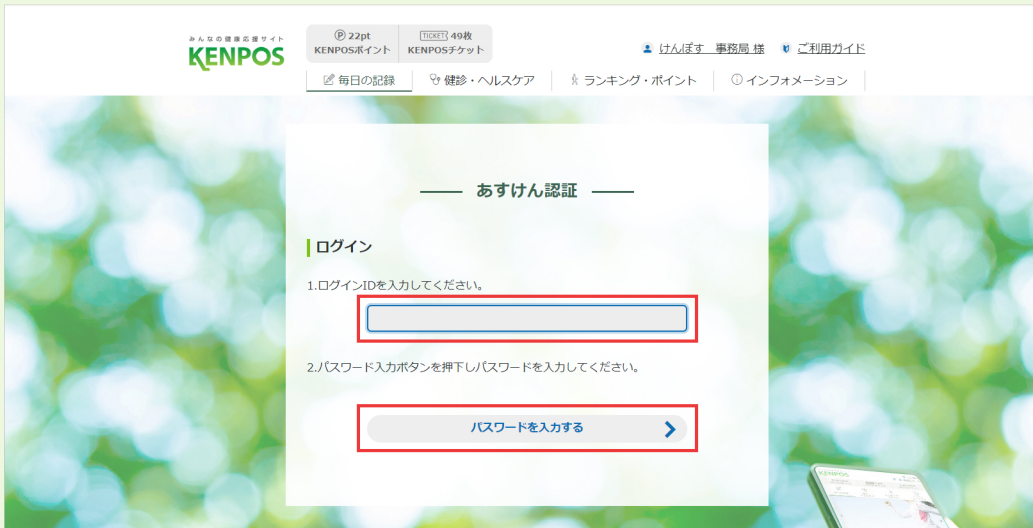 みんなの健康応援サイト
KENPOS
Ⓟ 22pt
KENPOSポイント
TICKET 49枚
KENPOSチケット
けんぽす 事務局 様
ご利用ガイド
毎日の記録
健診・ヘルスケア
ランキング・ポイント
インフォメーション
あすけん認証
ログイン
1.ログインIDを入力してください。
2.パスワード入力ボタンを押下しパスワードを入力してください。
パスワードを入力する
KENPOS